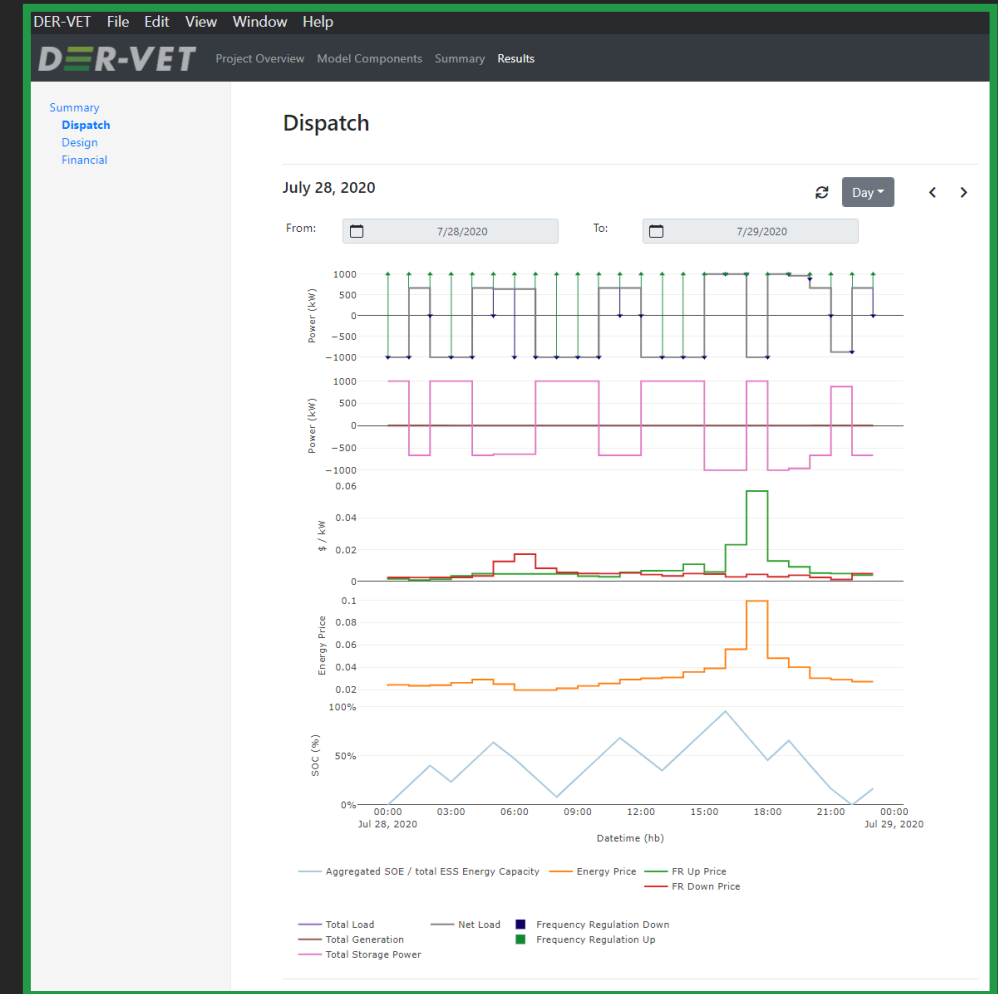 DER-VET File Edit View Window Help
DER-VET Project Overview Model Components Summary Results
Summary
Dispatch
Design
Financial
Dispatch
July 28, 2020
Day
From: 7/28/2020 To: 7/29/2020
1000
500
0
−500
−1000
Power (kW)
1000
500
0
−500
−1000
Power (kW)
0.06
0.04
0.02
0
$ / kW
0.1
0.08
0.06
0.04
0.02
Energy Price
100%
50%
0%
SOC (%)
00:00 03:00 06:00 09:00 12:00 15:00 18:00 21:00 00:00
Jul 28, 2020 Jul 29, 2020
Datetime (hb)
Aggregated SOE / total ESS Energy Capacity Energy Price FR Up Price
FR Down Price
Total Load Net Load Frequency Regulation Down
Total Generation Frequency Regulation Up
Total Storage Power